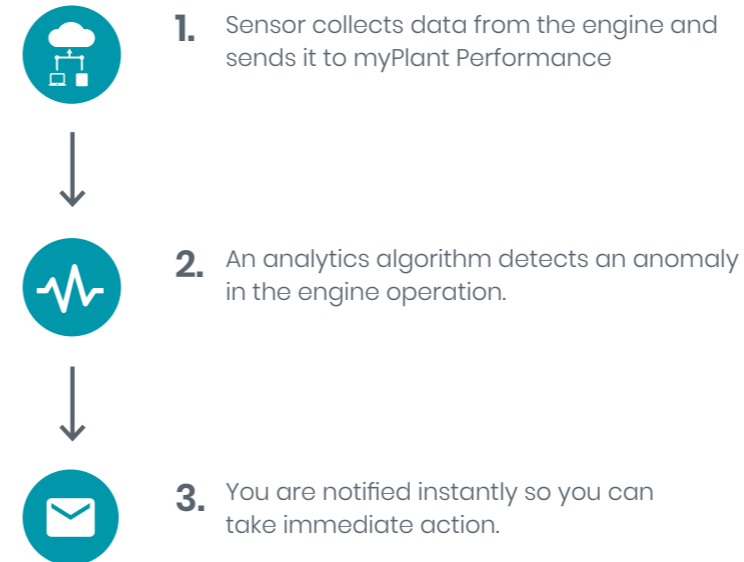 1. Sensor collects data from the engine and
sends it to myPlant Performance
2. An analytics algorithm detects an anomaly
in the engine operation.
3. You are notified instantly so you can
take immediate action.